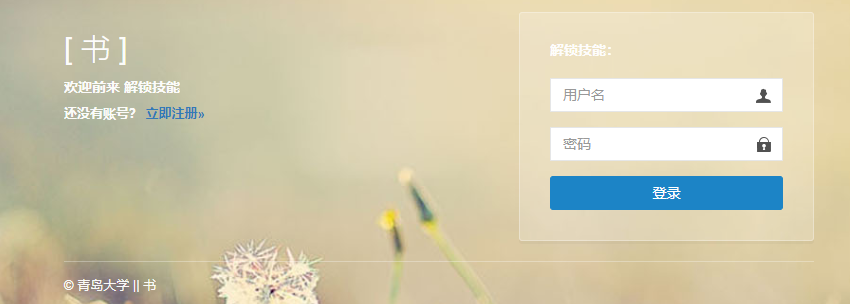 [ 书 ]
欢迎前来 解锁技能
还没有账号? 立即注册»
解锁技能:
用户名
密码
登录
© 青岛大学 || 书